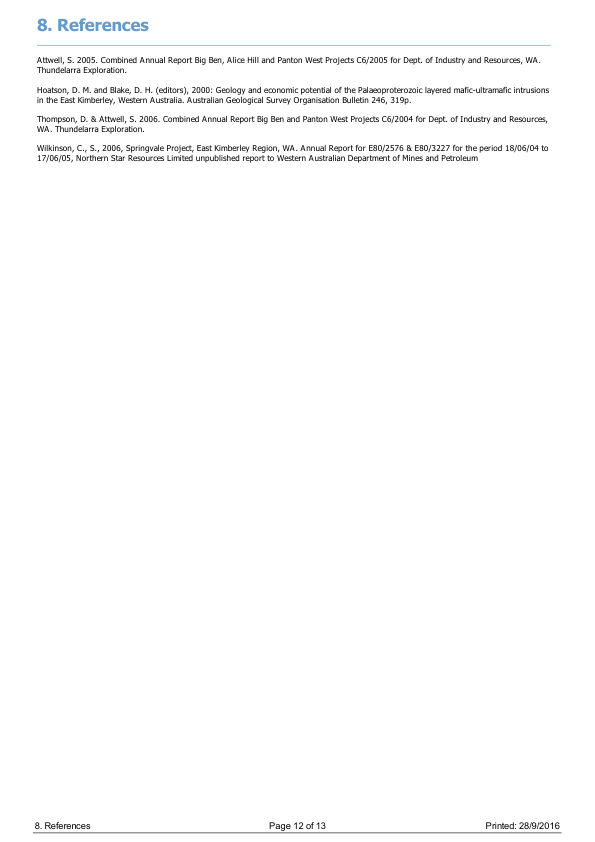 8. References
Attwell, S. 2005. Combined Annual Report Big Ben, Alice Hill and Panton West Projects C6/2005 for Dept. of Industry and Resources, WA.
Thundelarra Exploration.
Hoatson, D. M. and Blake, D. H. (editors), 2000: Geology and economic potential of the Palaeoproterozoic layered mafic-ultramafic intrusions
in the East Kimberley, Western Australia. Australian Geological Survey Organisation Bulletin 246, 319p.
Thompson, D. & Attwell, S. 2006. Combined Annual Report Big Ben and Panton West Projects C6/2004 for Dept. of Industry and Resources,
WA. Thundelarra Exploration.
Wilkinson, C., S., 2006, Springvale Project, East Kimberley Region, WA. Annual Report for E80/2576 & E80/3227 for the period 18/06/04 to
17/06/05, Northern Star Resources Limited unpublished report to Western Australian Department of Mines and Petroleum
8. References Page 12 of 13 Printed: 28/9/2016